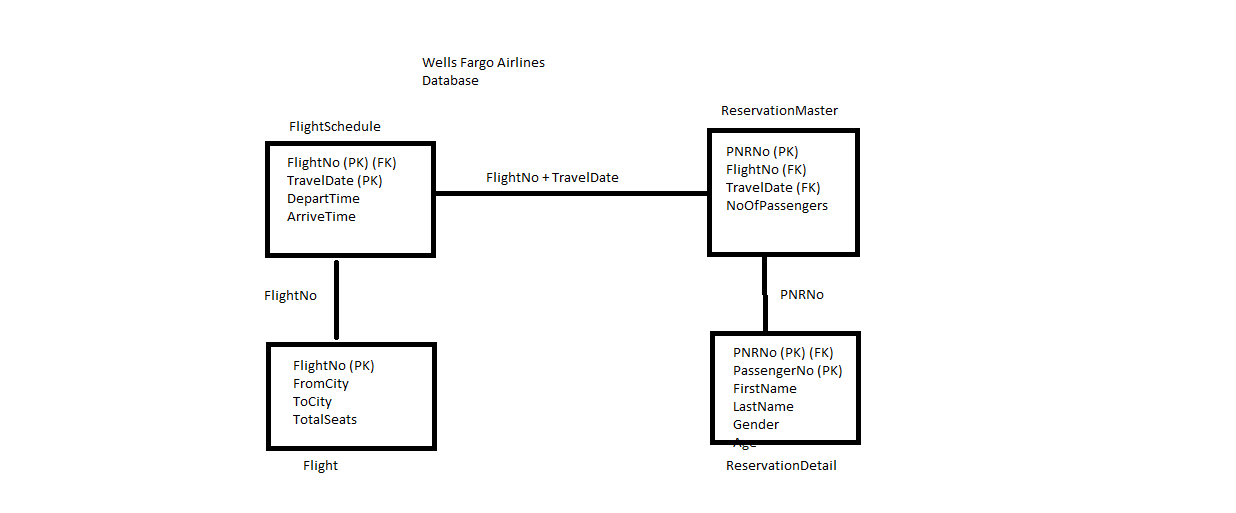 Wells Fargo Airlines
Database
FlightSchedule
FlightNo (PK) (FK)
TravelDate (PK)
DepartTime
ArriveTime
FlightNo + TravelDate
ReservationMaster
PNRNo (PK)
FlightNo (FK)
TravelDate (FK)
NoOfPassengers
FlightNo
PNRNo
FlightNo (PK)
FromCity
ToCity
TotalSeats
Flight
PNRNo (PK) (FK)
PassengerNo (PK)
FirstName
LastName
Gender
Age
ReservationDetail